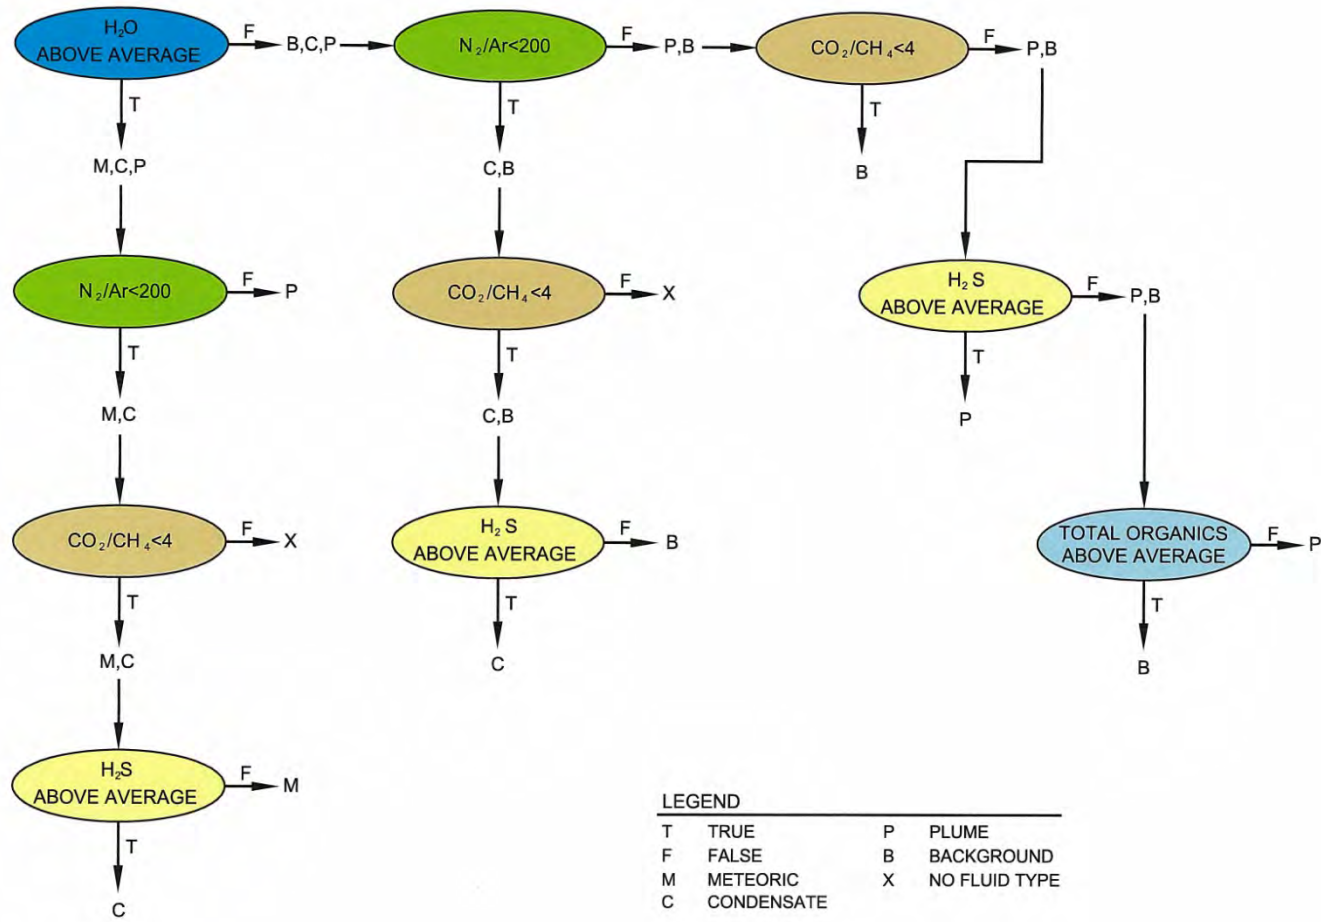 H₂O
ABOVE AVERAGE
F
B,C,P
N₂/Ar<200
F
P,B
CO₂/CH₄<4
F
P,B
T
T
T
M,C,P
C,B
B
N₂/Ar<200
F
P
CO₂/CH₄<4
F
X
H₂S
ABOVE AVERAGE
F
P,B
T
T
T
M,C
C,B
P
CO₂/CH₄<4
F
X
H₂S
ABOVE AVERAGE
F
B
TOTAL ORGANICS
ABOVE AVERAGE
F
P
T
T
T
M,C
C
B
H₂S
ABOVE AVERAGE
F
M
T
C
LEGEND
T TRUE P PLUME
F FALSE B BACKGROUND
M METEORIC X NO FLUID TYPE
C CONDENSATE